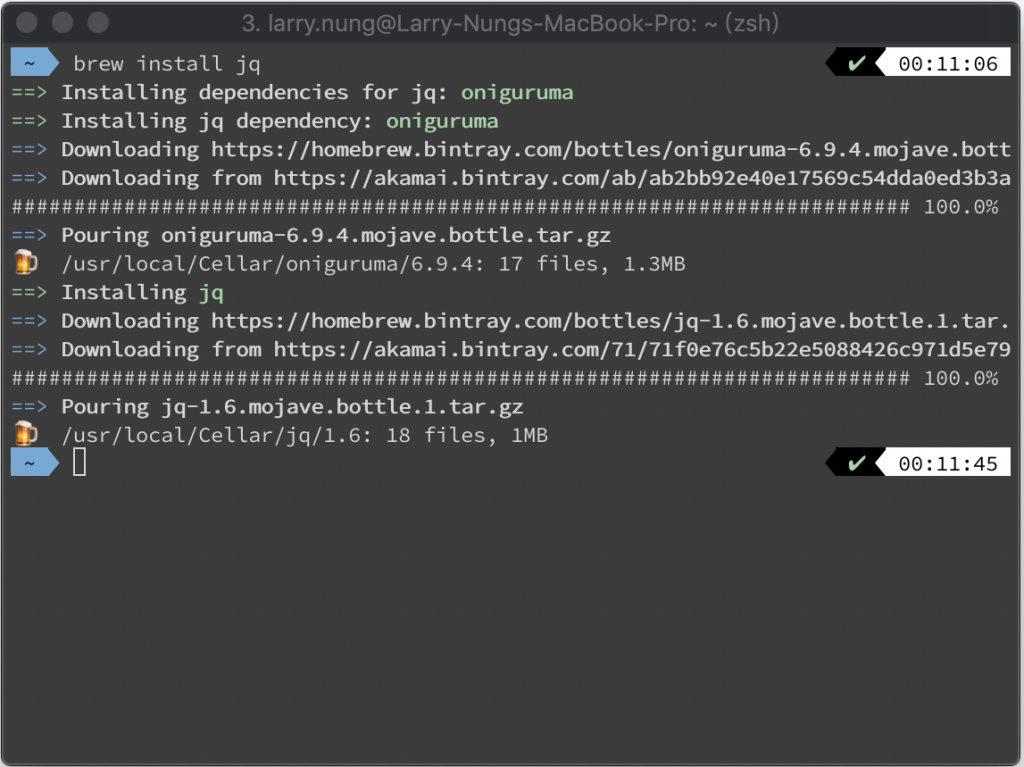 3. larry.nung@Larry-Nungs-MacBook-Pro: ~ (zsh)
~ brew install jq ✔ 00:11:06
==> Installing dependencies for jq: oniguruma
==> Installing jq dependency: oniguruma
==> Downloading https://homebrew.bintray.com/bottles/oniguruma-6.9.4.mojave.bott
==> Downloading from https://akamai.bintray.com/ab/ab2bb92e40e17569c54dda0ed3b3a
######################################################################## 100.0%
==> Pouring oniguruma-6.9.4.mojave.bottle.tar.gz
🍺 /usr/local/Cellar/oniguruma/6.9.4: 17 files, 1.3MB
==> Installing jq
==> Downloading https://homebrew.bintray.com/bottles/jq-1.6.mojave.bottle.1.tar.
==> Downloading from https://akamai.bintray.com/71/71f0e76c5b22e5088426c971d5e79
######################################################################## 100.0%
==> Pouring jq-1.6.mojave.bottle.1.tar.gz
🍺 /usr/local/Cellar/jq/1.6: 18 files, 1MB
~ ✔ 00:11:45